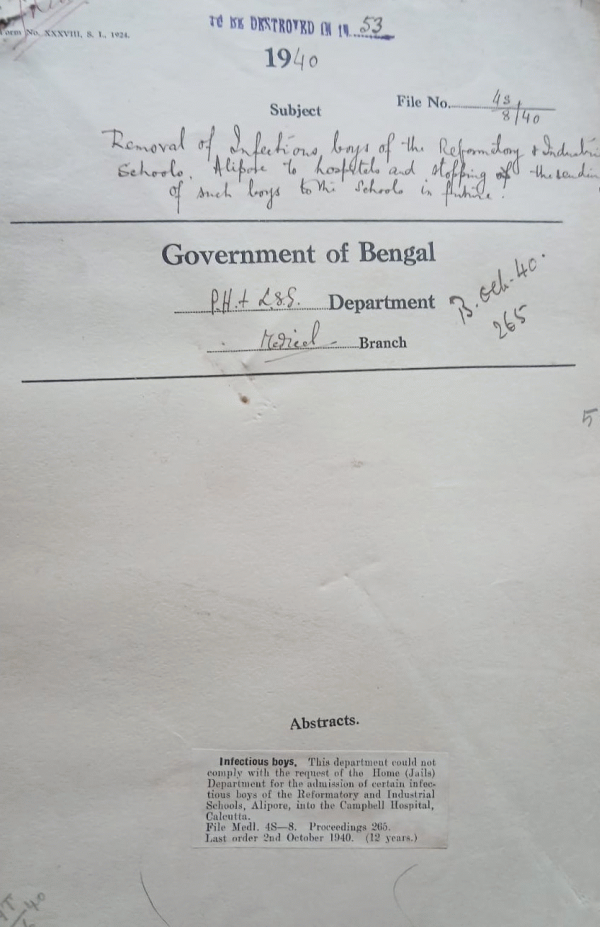 Form No. XXXVIII, S. I., 1924.
TO BE DESTROYED IN 19...53
1940
Subject
File No. 4S/8/40
Removal of Infectious boys of the Reformatory & Industri
Schools, Alipore to hospitals and stopping of the sendin
of such boys to the Schools in future.
Government of Bengal
P.H. & L.S.G. Department
Medical Branch
B. Oct-40.
265
5
Abstracts.
Infectious boys. This department could not
comply with the request of the Home (Jails)
Department for the admission of certain infec-
tious boys of the Reformatory and Industrial
Schools, Alipore, into the Campbell Hospital,
Calcutta.
File Medl. 4S—8. Proceedings 265.
Last order 2nd October 1940. (12 years.)